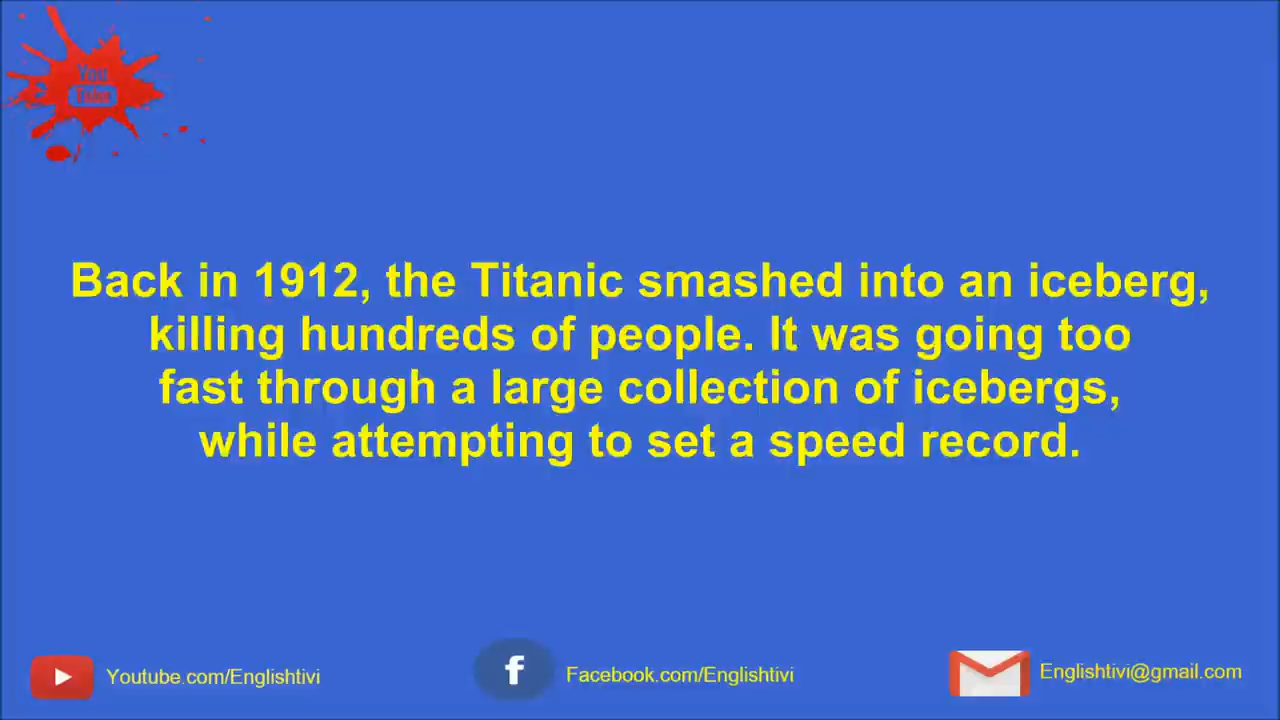 You
Tube
Back in 1912, the Titanic smashed into an iceberg,
killing hundreds of people. It was going too
fast through a large collection of icebergs,
while attempting to set a speed record.
Youtube.com/Englishtivi
f
Facebook.com/Englishtivi
Englishtivi@gmail.com